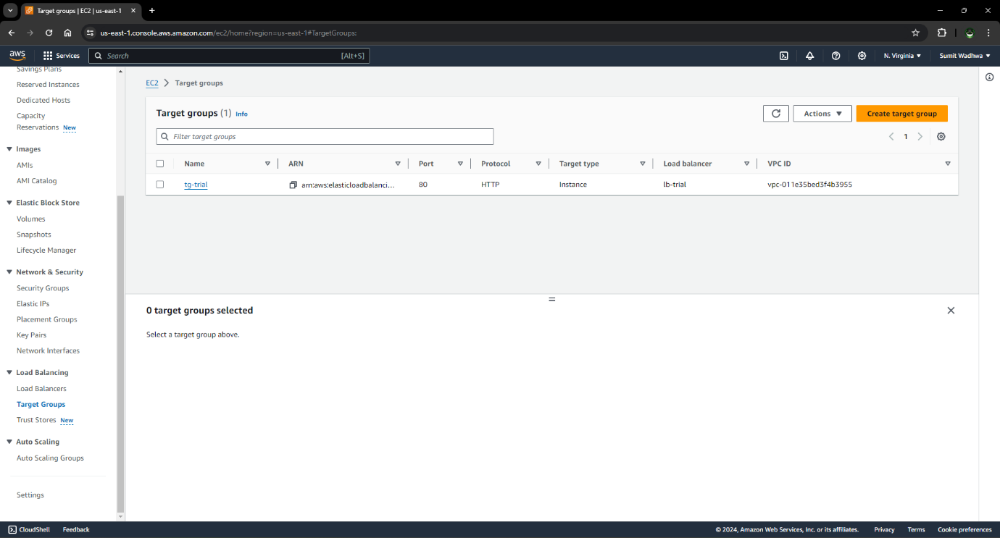 Target groups | EC2 | us-east-1
us-east-1.console.aws.amazon.com/ec2/home?region=us-east-1#TargetGroups:
aws
Services
Search
[Alt+S]
N. Virginia
Sumit Wadhwa
Savings Plans
Reserved Instances
Dedicated Hosts
Capacity
Reservations New
Images
AMIs
AMI Catalog
Elastic Block Store
Volumes
Snapshots
Lifecycle Manager
Network & Security
Security Groups
Elastic IPs
Placement Groups
Key Pairs
Network Interfaces
Load Balancing
Load Balancers
Target Groups
Trust Stores New
Auto Scaling
Auto Scaling Groups
Settings
EC2 Target groups
Target groups (1) Info
Actions
Create target group
Filter target groups
1
Name ARN Port Protocol Target type Load balancer VPC ID
tg-trial arn:aws:elasticloadbalanci... 80 HTTP Instance lb-trial vpc-011e35bed3f4b3955
0 target groups selected
Select a target group above.
CloudShell Feedback © 2024, Amazon Web Services, Inc. or its affiliates. Privacy Terms Cookie preferences